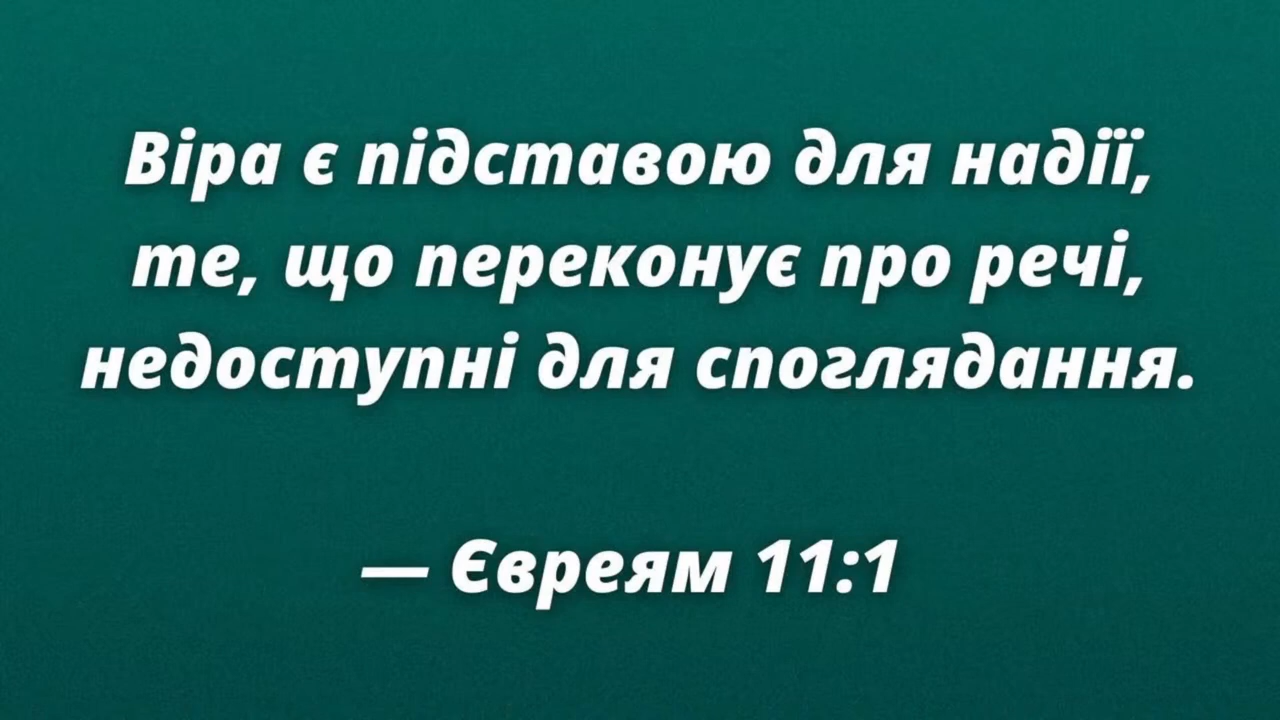 Віра є підставою для надії,
те, що переконує про речі,
недоступні для споглядання.
— Євреям 11:1